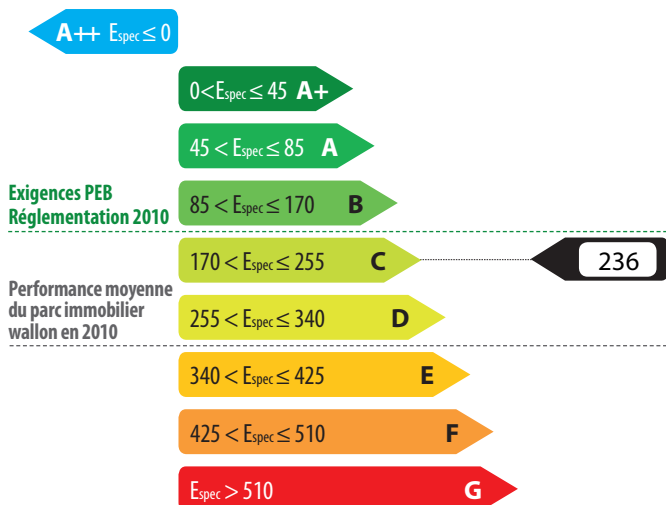 A++ Espec ≤ 0
0<Espec ≤ 45 A+
45 < Espec ≤ 85 A
Exigences PEB
Réglementation 2010
85 < Espec ≤ 170 B
170 < Espec ≤ 255 C
236
Performance moyenne
du parc immobilier
wallon en 2010
255 < Espec ≤ 340 D
340 < Espec ≤ 425 E
425 < Espec ≤ 510 F
Espec > 510 G